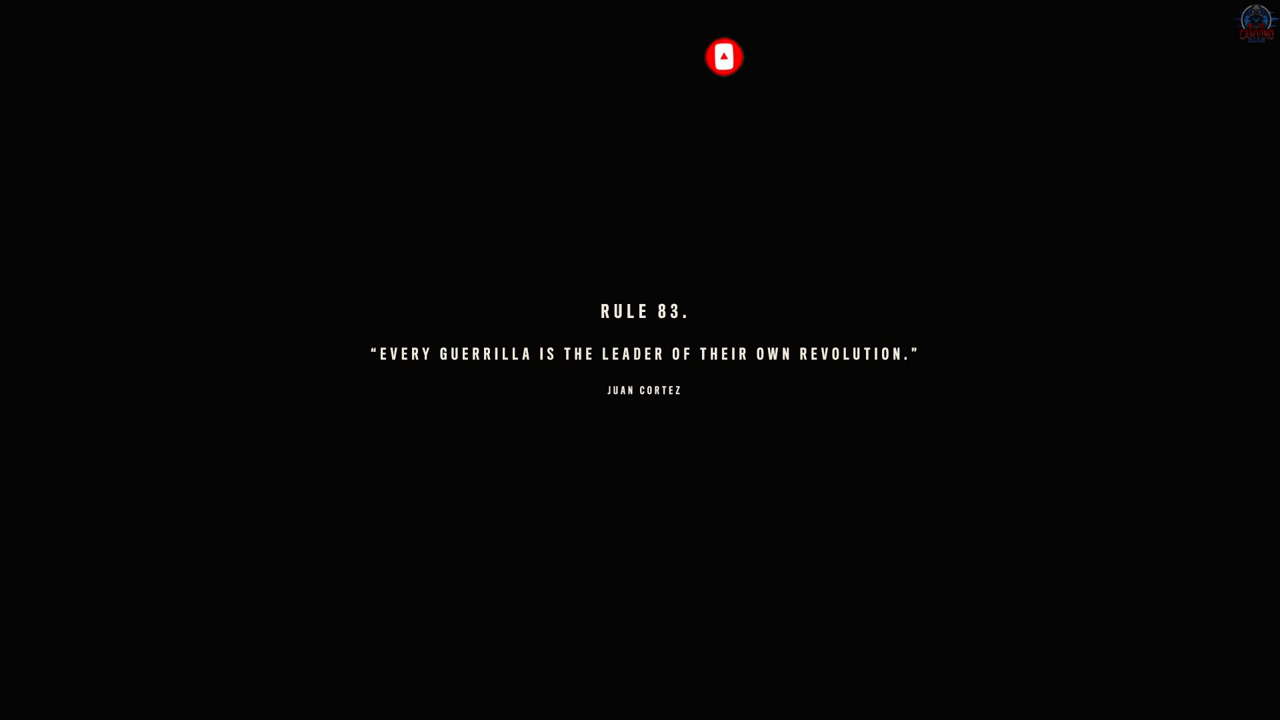 RULE 83.
“EVERY GUERRILLA IS THE LEADER OF THEIR OWN REVOLUTION.”
JUAN CORTEZ